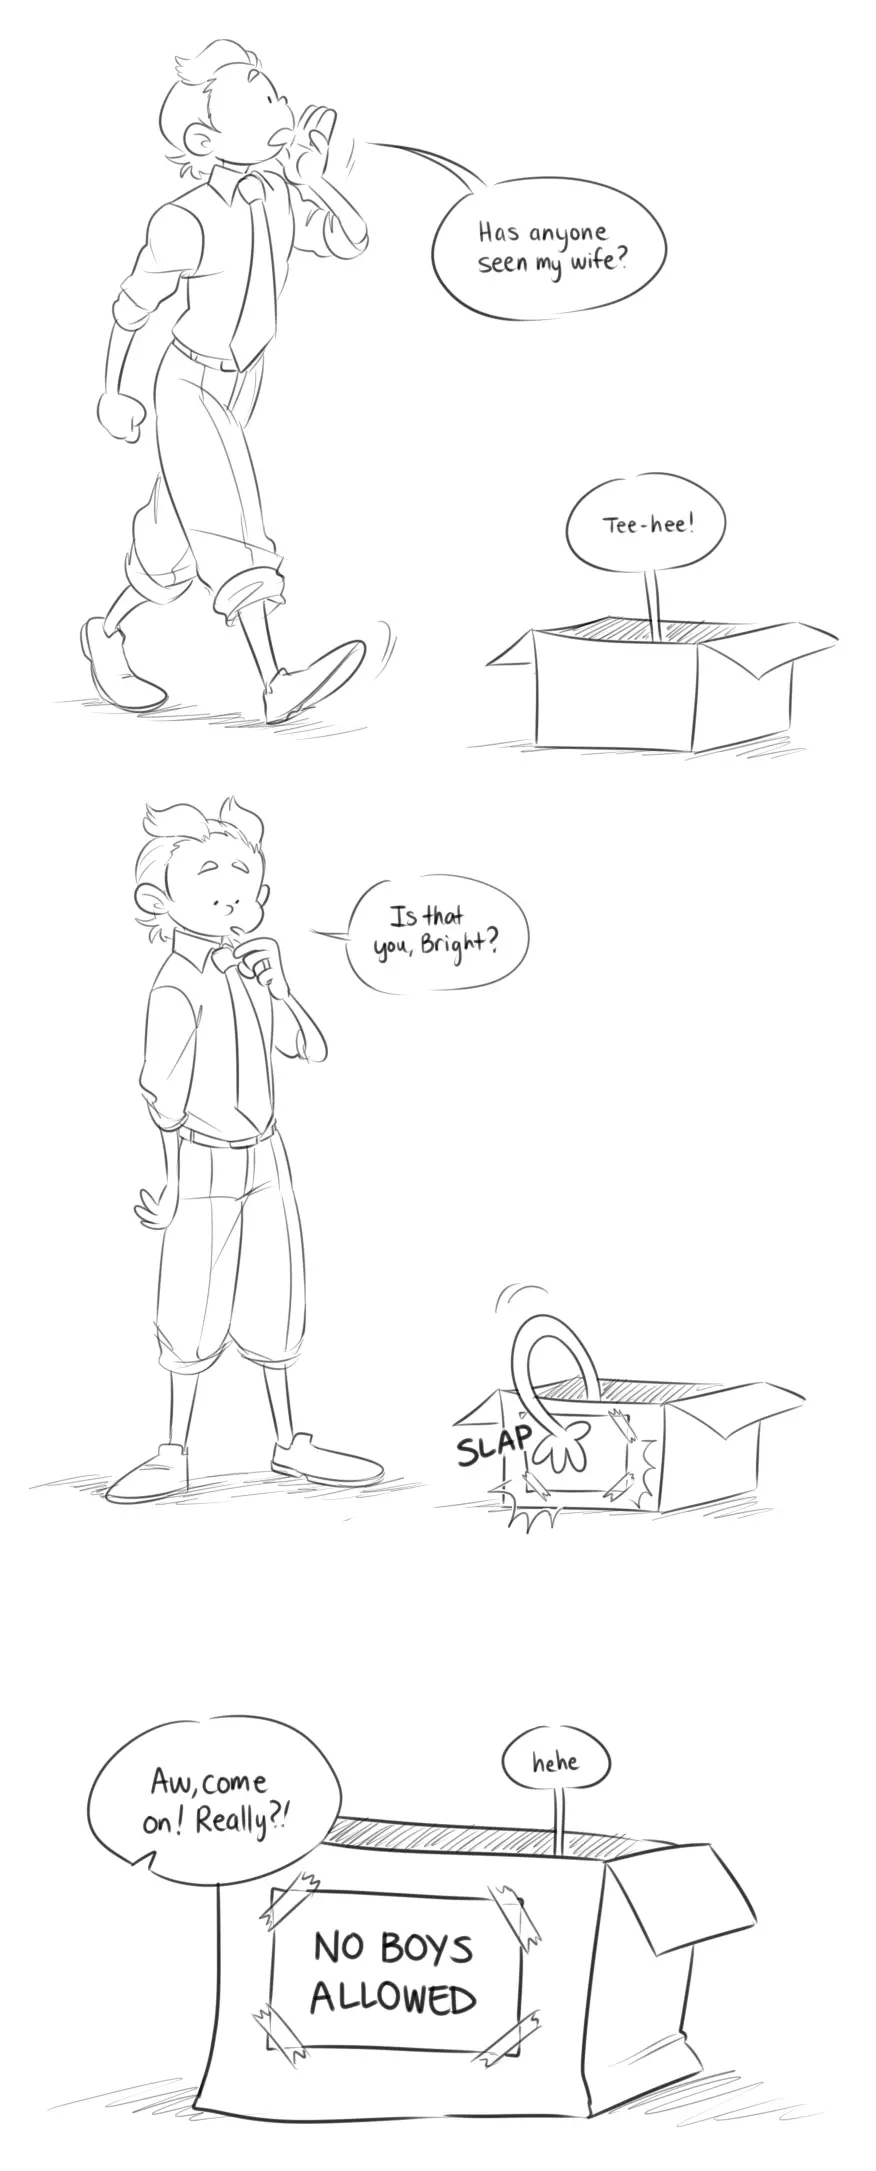 Has anyone
seen my wife?
Tee-hee!
Is that
you, Bright?
SLAP
Aw, come
on! Really?!
hehe
NO BOYS
ALLOWED